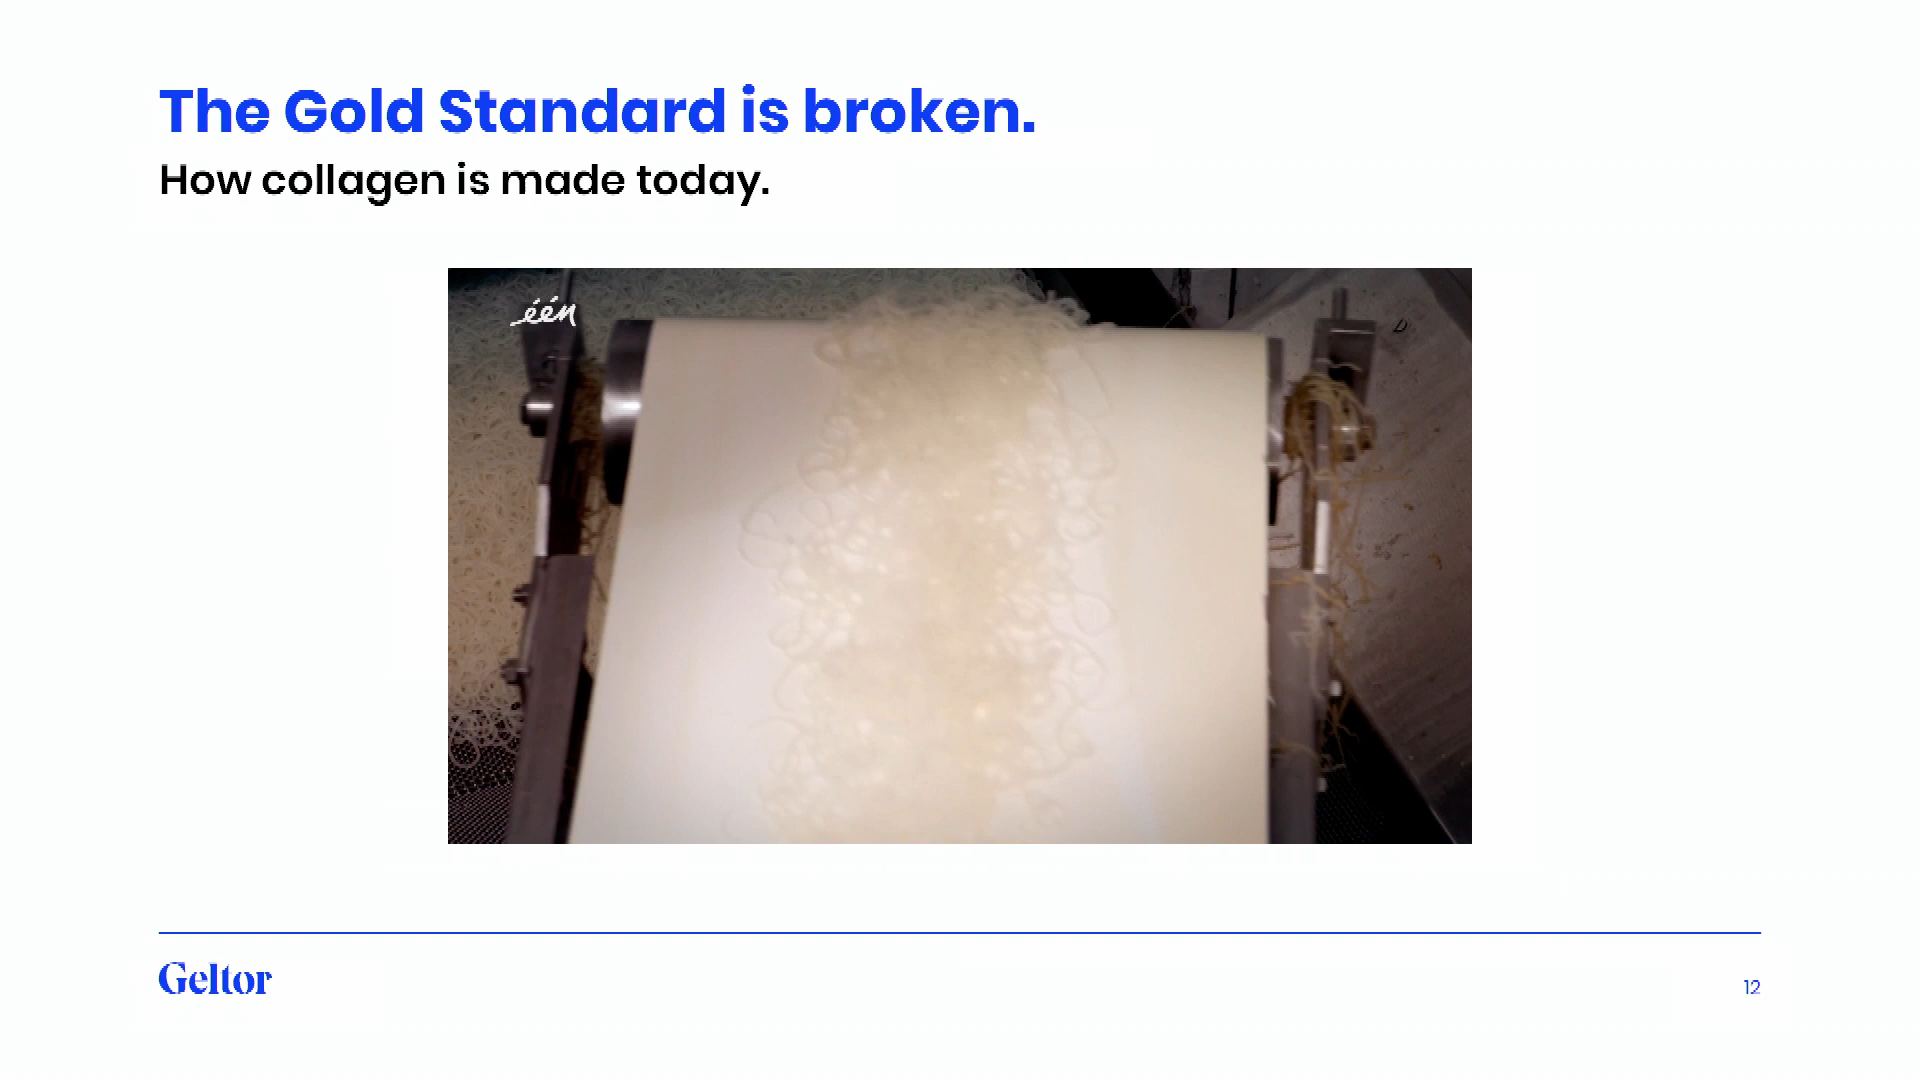 The Gold Standard is broken.
How collagen is made today.
één
Geltor
12